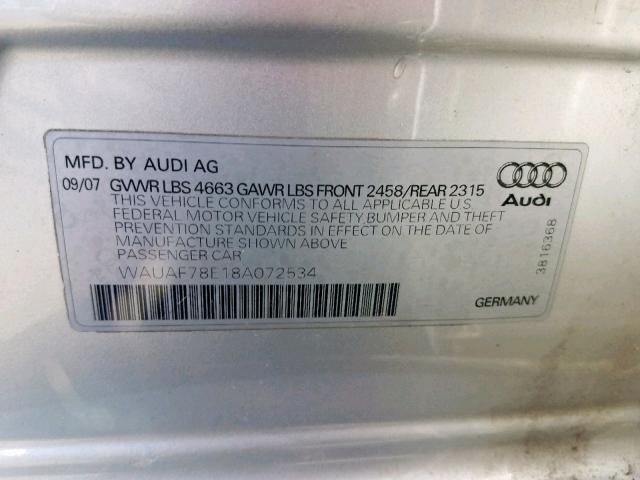 MFD. BY AUDI AG
09/07 GVWR LBS 4663 GAWR LBS FRONT 2458/REAR 2315
THIS VEHICLE CONFORMS TO ALL APPLICABLE U.S.
FEDERAL MOTOR VEHICLE SAFETY, BUMPER AND THEFT
PREVENTION STANDARDS IN EFFECT ON THE DATE OF
MANUFACTURE SHOWN ABOVE
PASSENGER CAR
WAUAF78E18A072534
Audi
3816368
GERMANY